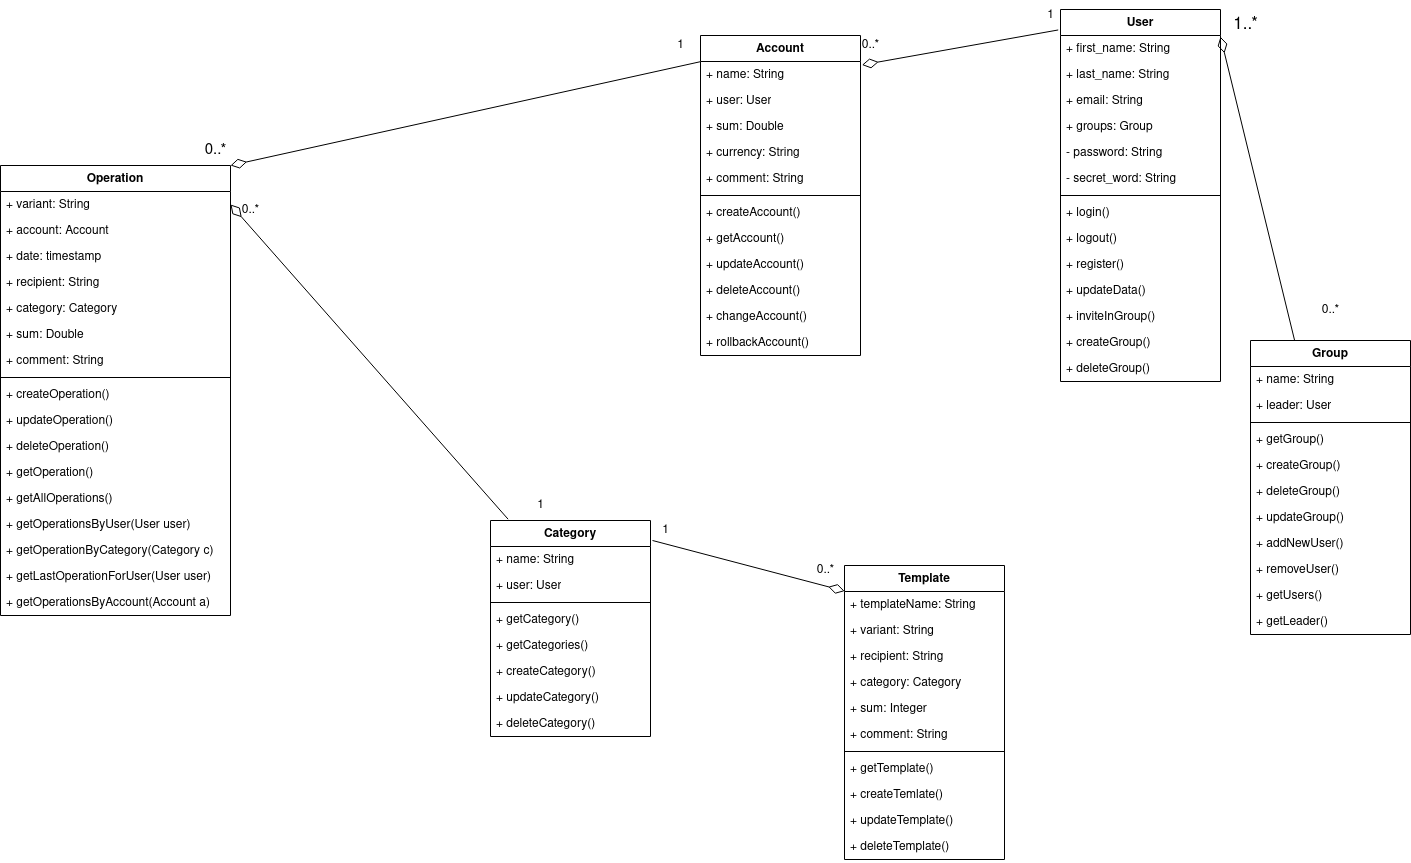 Operation
+ variant: String
+ account: Account
+ date: timestamp
+ recipient: String
+ category: Category
+ sum: Double
+ comment: String
+ createOperation()
+ updateOperation()
+ deleteOperation()
+ getOperation()
+ getAllOperations()
+ getOperationsByUser(User user)
+ getOperationByCategory(Category c)
+ getLastOperationForUser(User user)
+ getOperationsByAccount(Account a)
0..*
1
0..*
1
Account
+ name: String
+ user: User
+ sum: Double
+ currency: String
+ comment: String
+ createAccount()
+ getAccount()
+ updateAccount()
+ deleteAccount()
+ changeAccount()
+ rollbackAccount()
0..*
1
User
+ first_name: String
+ last_name: String
+ email: String
+ groups: Group
- password: String
- secret_word: String
+ login()
+ logout()
+ register()
+ updateData()
+ inviteInGroup()
+ createGroup()
+ deleteGroup()
1..*
0..*
Group
+ name: String
+ leader: User
+ getGroup()
+ createGroup()
+ deleteGroup()
+ updateGroup()
+ addNewUser()
+ removeUser()
+ getUsers()
+ getLeader()
Category
+ name: String
+ user: User
+ getCategory()
+ getCategories()
+ createCategory()
+ updateCategory()
+ deleteCategory()
1
0..*
Template
+ templateName: String
+ variant: String
+ recipient: String
+ category: Category
+ sum: Integer
+ comment: String
+ getTemplate()
+ createTemlate()
+ updateTemplate()
+ deleteTemplate()